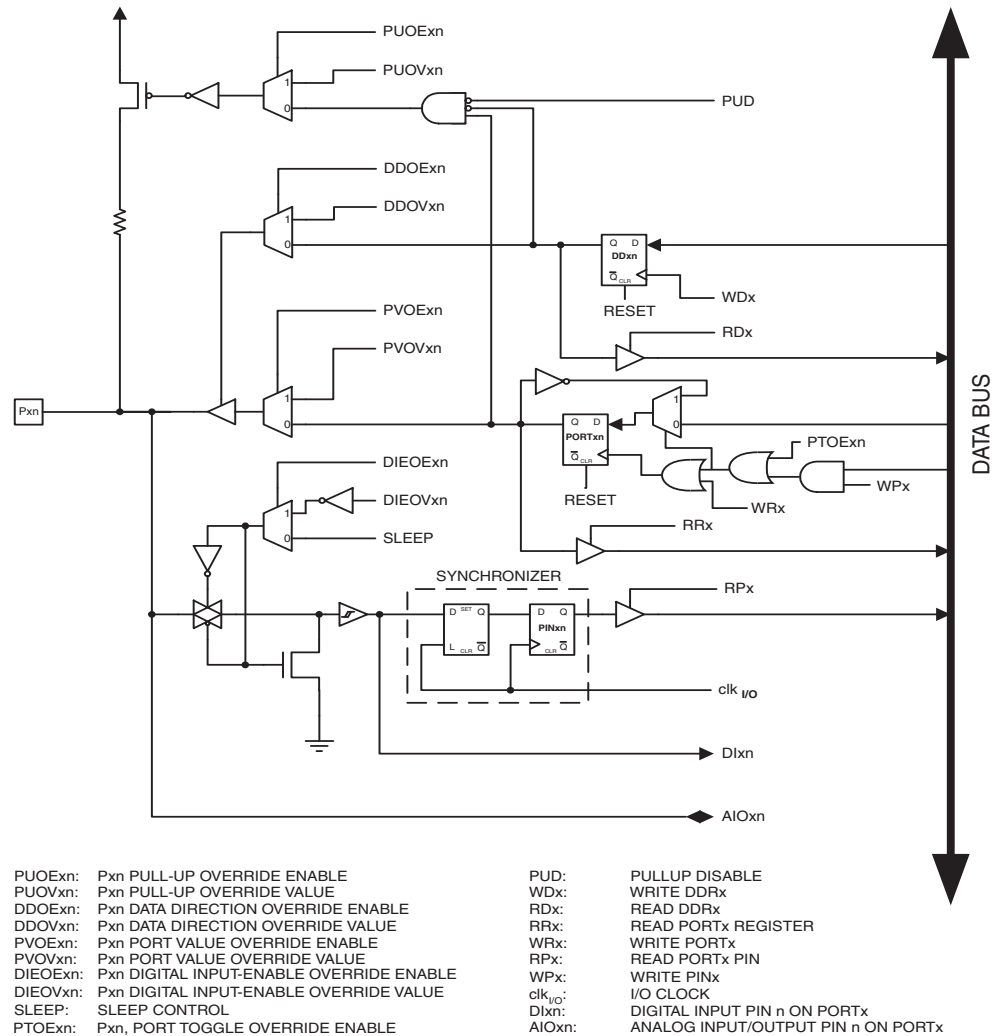 PUOExn
PUOVxn
1
0
PUD
DDOExn
DDOVxn
1
0
Q D
DDxn
Q CLR
WDx
RESET
RDx
PVOExn
PVOVxn
1
0
Pxn
1
0
Q D
PORTxn
Q CLR
PTOExn
RESET
WPx
WRx
DATA BUS
DIEOExn
DIEOVxn
1
0
SLEEP
RRx
SYNCHRONIZER
RPx
D SET Q
L CLR Q
D Q
PINxn
CLR Q
clk I/O
DIxn
AIOxn
PUOExn: Pxn PULL-UP OVERRIDE ENABLE
PUOVxn: Pxn PULL-UP OVERRIDE VALUE
DDOExn: Pxn DATA DIRECTION OVERRIDE ENABLE
DDOVxn: Pxn DATA DIRECTION OVERRIDE VALUE
PVOExn: Pxn PORT VALUE OVERRIDE ENABLE
PVOVxn: Pxn PORT VALUE OVERRIDE VALUE
DIEOExn: Pxn DIGITAL INPUT-ENABLE OVERRIDE ENABLE
DIEOVxn: Pxn DIGITAL INPUT-ENABLE OVERRIDE VALUE
SLEEP: SLEEP CONTROL
PTOExn: Pxn, PORT TOGGLE OVERRIDE ENABLE
PUD: PULLUP DISABLE
WDx: WRITE DDRx
RDx: READ DDRx
RRx: READ PORTx REGISTER
WRx: WRITE PORTx
RPx: READ PORTx PIN
WPx: WRITE PINx
clkI/O: I/O CLOCK
DIxn: DIGITAL INPUT PIN n ON PORTx
AIOxn: ANALOG INPUT/OUTPUT PIN n ON PORTx